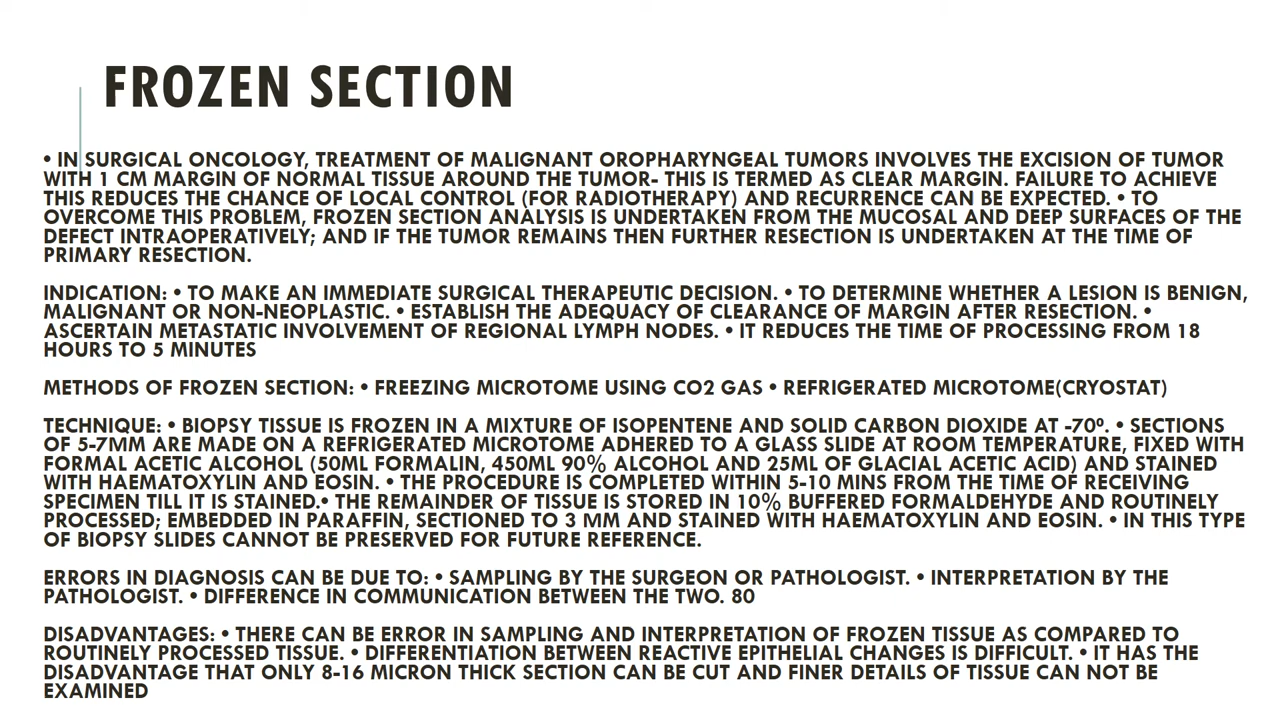 FROZEN SECTION
• IN SURGICAL ONCOLOGY, TREATMENT OF MALIGNANT OROPHARYNGEAL TUMORS INVOLVES THE EXCISION OF TUMOR
WITH 1 CM MARGIN OF NORMAL TISSUE AROUND THE TUMOR- THIS IS TERMED AS CLEAR MARGIN. FAILURE TO ACHIEVE
THIS REDUCES THE CHANCE OF LOCAL CONTROL (FOR RADIOTHERAPY) AND RECURRENCE CAN BE EXPECTED. • TO
OVERCOME THIS PROBLEM, FROZEN SECTION ANALYSIS IS UNDERTAKEN FROM THE MUCOSAL AND DEEP SURFACES OF THE
DEFECT INTRAOPERATIVELY; AND IF THE TUMOR REMAINS THEN FURTHER RESECTION IS UNDERTAKEN AT THE TIME OF
PRIMARY RESECTION.
INDICATION: • TO MAKE AN IMMEDIATE SURGICAL THERAPEUTIC DECISION. • TO DETERMINE WHETHER A LESION IS BENIGN,
MALIGNANT OR NON-NEOPLASTIC. • ESTABLISH THE ADEQUACY OF CLEARANCE OF MARGIN AFTER RESECTION. •
ASCERTAIN METASTATIC INVOLVEMENT OF REGIONAL LYMPH NODES. • IT REDUCES THE TIME OF PROCESSING FROM 18
HOURS TO 5 MINUTES
METHODS OF FROZEN SECTION: • FREEZING MICROTOME USING CO2 GAS • REFRIGERATED MICROTOME(CRYOSTAT)
TECHNIQUE: • BIOPSY TISSUE IS FROZEN IN A MIXTURE OF ISOPENTENE AND SOLID CARBON DIOXIDE AT -70º. • SECTIONS
OF 5-7MM ARE MADE ON A REFRIGERATED MICROTOME ADHERED TO A GLASS SLIDE AT ROOM TEMPERATURE, FIXED WITH
FORMAL ACETIC ALCOHOL (50ML FORMALIN, 450ML 90% ALCOHOL AND 25ML OF GLACIAL ACETIC ACID) AND STAINED
WITH HAEMATOXYLIN AND EOSIN. • THE PROCEDURE IS COMPLETED WITHIN 5-10 MINS FROM THE TIME OF RECEIVING
SPECIMEN TILL IT IS STAINED.• THE REMAINDER OF TISSUE IS STORED IN 10% BUFFERED FORMALDEHYDE AND ROUTINELY
PROCESSED; EMBEDDED IN PARAFFIN, SECTIONED TO 3 MM AND STAINED WITH HAEMATOXYLIN AND EOSIN. • IN THIS TYPE
OF BIOPSY SLIDES CANNOT BE PRESERVED FOR FUTURE REFERENCE.
ERRORS IN DIAGNOSIS CAN BE DUE TO: • SAMPLING BY THE SURGEON OR PATHOLOGIST. • INTERPRETATION BY THE
PATHOLOGIST. • DIFFERENCE IN COMMUNICATION BETWEEN THE TWO. 80
DISADVANTAGES: • THERE CAN BE ERROR IN SAMPLING AND INTERPRETATION OF FROZEN TISSUE AS COMPARED TO
ROUTINELY PROCESSED TISSUE. • DIFFERENTIATION BETWEEN REACTIVE EPITHELIAL CHANGES IS DIFFICULT. • IT HAS THE
DISADVANTAGE THAT ONLY 8-16 MICRON THICK SECTION CAN BE CUT AND FINER DETAILS OF TISSUE CAN NOT BE
EXAMINED